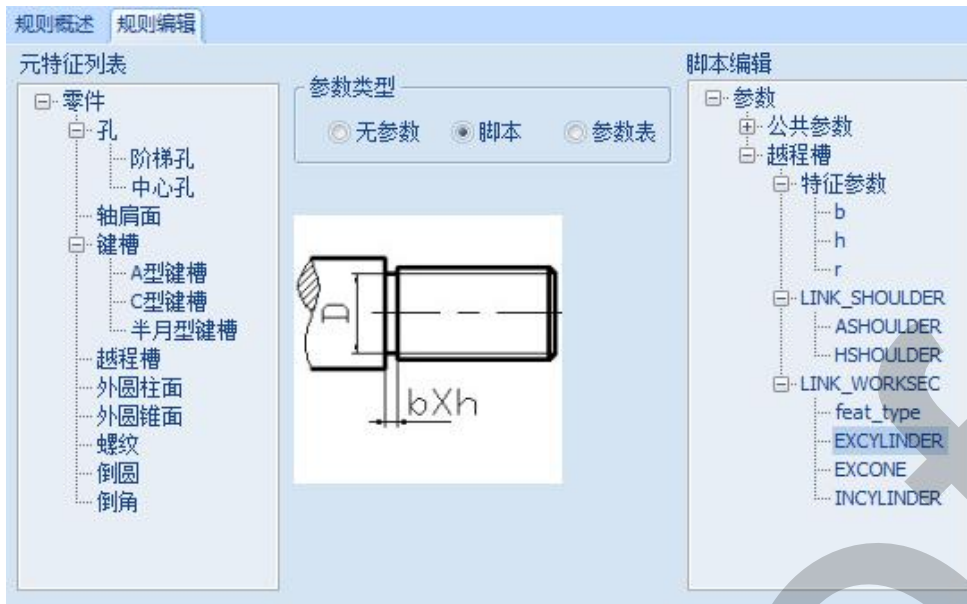 规则概述 规则编辑
元特征列表
零件
孔
阶梯孔
中心孔
轴肩面
键槽
A型键槽
C型键槽
半月型键槽
越程槽
外圆柱面
外圆锥面
螺纹
倒圆
倒角
参数类型
无参数 脚本 参数表
D
bXh
脚本编辑
参数
公共参数
越程槽
特征参数
b
h
r
LINK_SHOULDER
ASHOULDER
HSHOULDER
LINK_WORKSEC
feat_type
EXCYLINDER
EXCONE
INCYLINDER